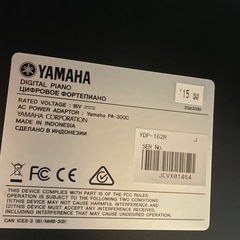 YAMAHA
DIGITAL PIANO
ЦИФРОВОЕ ФОРТЕПИАНО
'15
RATED VOLTAGE : 16V
AC POWER ADAPTOR : Yamaha PA-300C
YAMAHA CORPORATION
MADE IN INDONESIA
СДЕЛАНО В ИНДОНЕЗИИ
YDP-162R
SER No.
JCVX01464
THIS DEVICE COMPLIES WITH PART 15 OF THE FCC RULES.
OPERATION IS SUBJECT TO THE FOLLOWING TWO CONDITIONS:
(1) THIS DEVICE MAY NOT CAUSE HARMFUL INTERFERENCE, AND
(2) THIS DEVICE MUST ACCEPT ANY INTERFERENCE RECEIVED,
INCLUDING INTERFERENCE THAT MAY CAUSE UNDESIRED OPERATION.
CAN ICES-3 (B)/NMB-3(B)